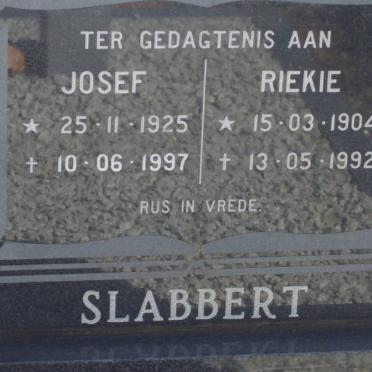 TER GEDAGTENIS AAN
JOSEF RIEKIE
★ 25·11·1925 ★ 15·03·1904
† 10·06·1997 † 13·05·1992
RUS IN VREDE.
SLABBERT